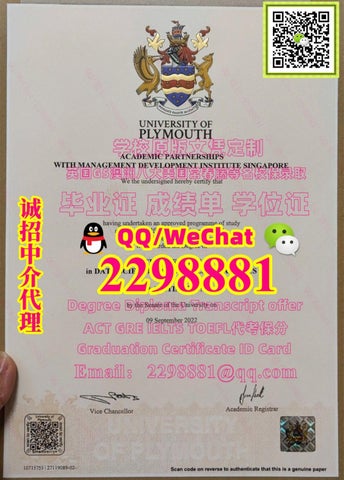 UNIVERSITY OF
PLYMOUTH
学校原版文凭定制
ACADEMIC PARTNERSHIPS
WITH MANAGEMENT DEVELOPMENT INSTITUTE SINGAPORE
We the undersigned hereby certify that
毕业证 成绩单 学位证
having undertaken an approved programme of study
QQ/WeChat
2298881
诚招中介代理
by the Senate of the University on
09 September 2022
ACT GRE IELTS TOEFL代考保分
Graduation Certificate ID Card
Email: 2298881@qq.com
Vice Chancellor
Academic Registrar
Scan code on reverse to authenticate that this is a genuine paper